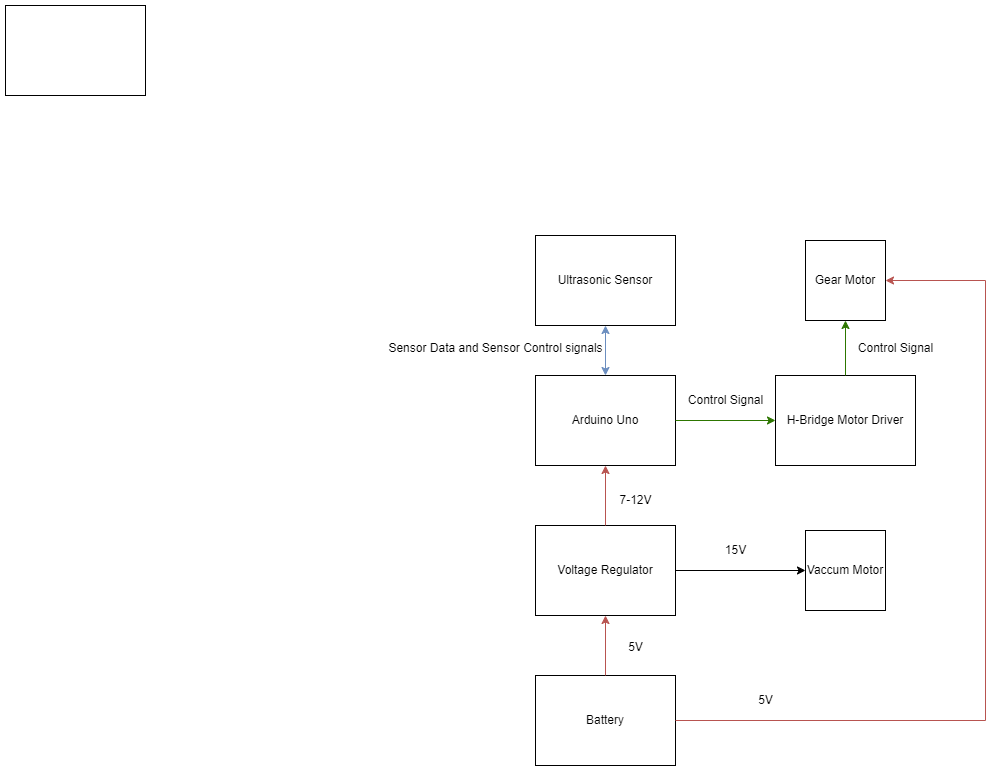 Ultrasonic Sensor
Gear Motor
Sensor Data and Sensor Control signals
Control Signal
Control Signal
Arduino Uno
H-Bridge Motor Driver
7-12V
15V
Voltage Regulator
Vaccum Motor
5V
5V
Battery